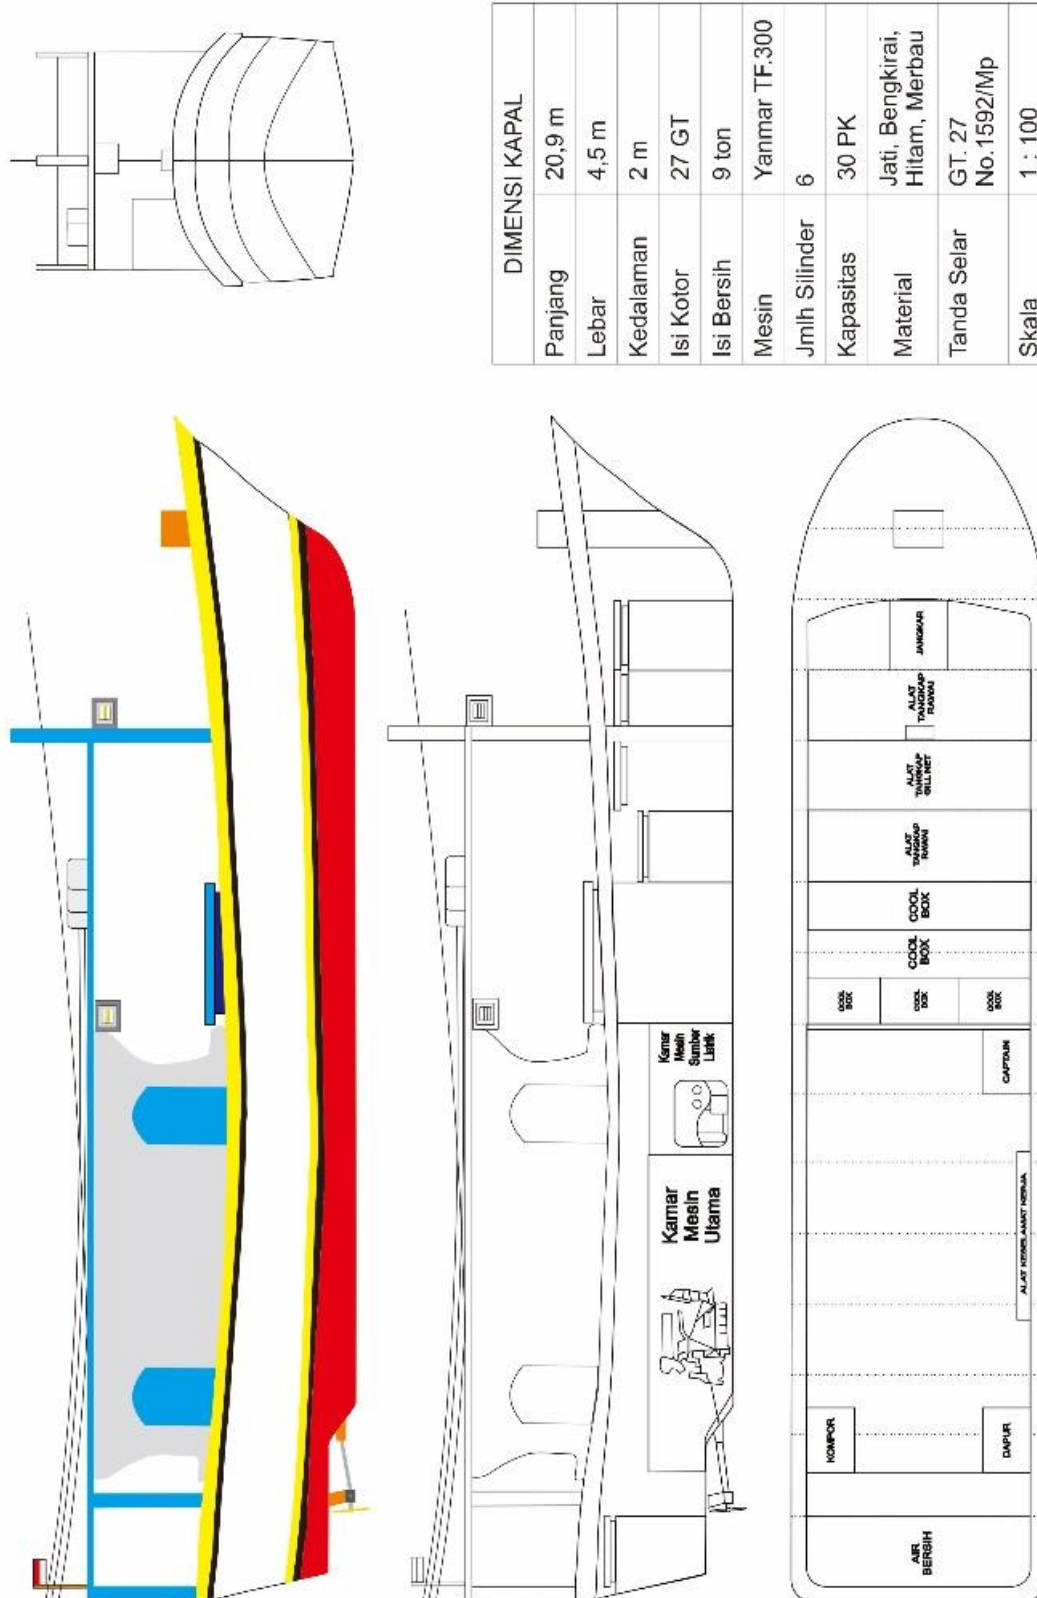 DIMENSI KAPAL
Panjang 20,9 m
Lebar 4,5 m
Kedalaman 2 m
Isi Kotor 27 GT
Isi Bersih 9 ton
Mesin Yanmar TF.300
Jmlh Silinder 6
Kapasitas 30 PK
Material Jati, Bengkirai,
Hitam, Merbau
Tanda Selar GT. 27
No.1592/Mp
Skala 1 : 100
Kamar
Mesin
Utama
Kamar
Mesin
Sumber
Listrik
AIR
BERSIH
KOMPOR
DAPUR
ALAT KESELAMAT KERJA
CAPTAIN
COOL
BOX
COOL
BOX
COOL
BOX
COOL
BOX
COOL
BOX
ALAT
TANGKAP
RAWAI
ALAT
TANGKAP
GILL NET
ALAT
TANGKAP
RAWAI
JANGKAR